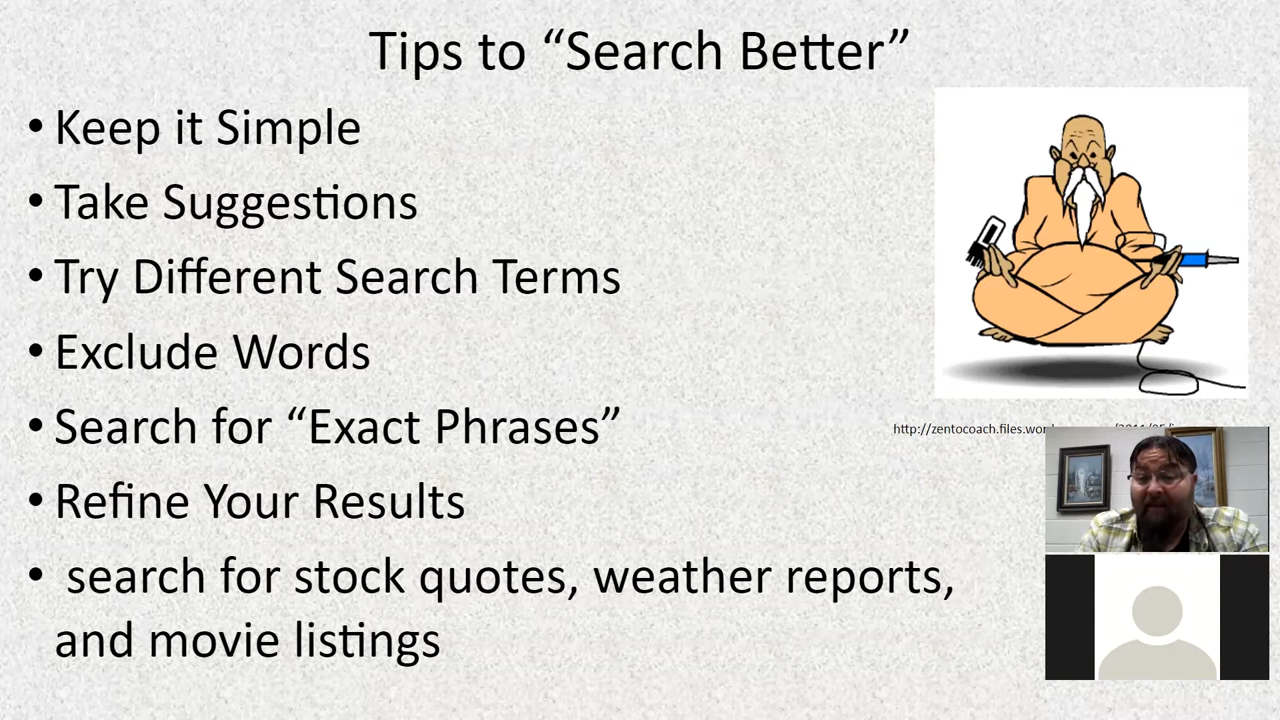 Tips to “Search Better”
• Keep it Simple
• Take Suggestions
• Try Different Search Terms
• Exclude Words
• Search for “Exact Phrases”
• Refine Your Results
• search for stock quotes, weather reports,
and movie listings
http://zentocoach.files.wor